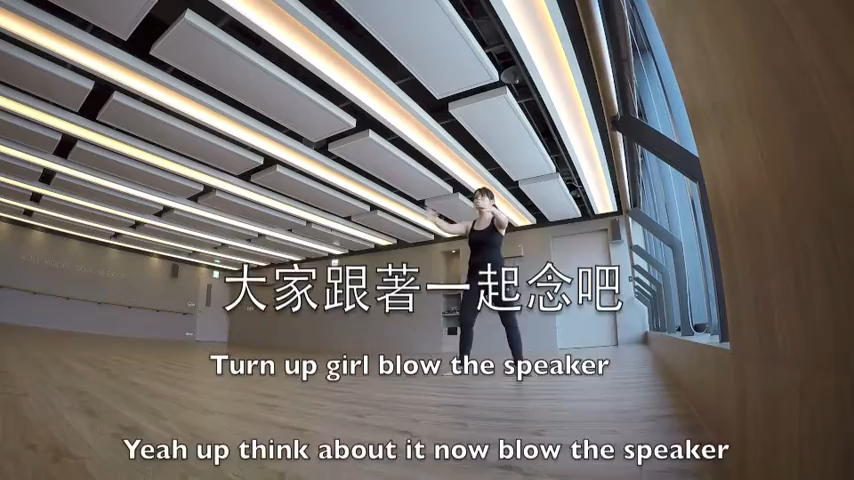 大家跟著一起念吧
Turn up girl blow the speaker
Yeah up think about it now blow the speaker